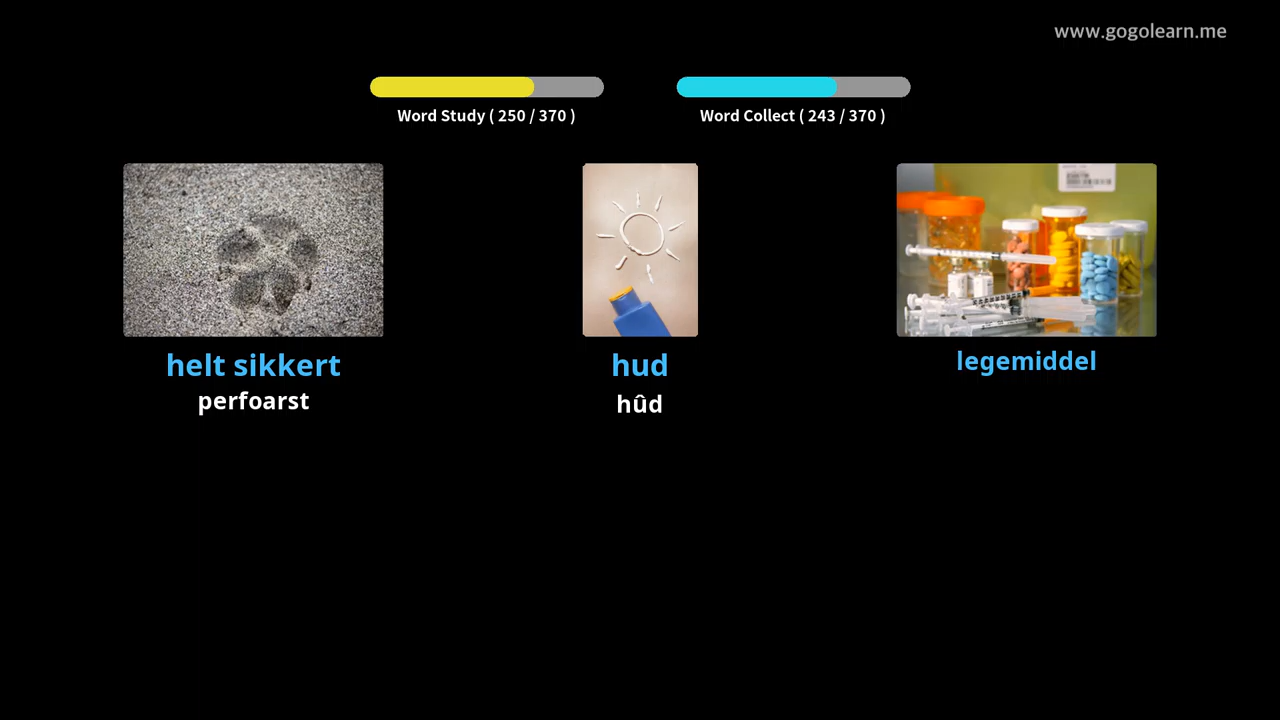 www.gogolearn.me
Word Study ( 250 / 370 )
Word Collect ( 243 / 370 )
helt sikkert
perfoarst
hud
hûd
legemiddel